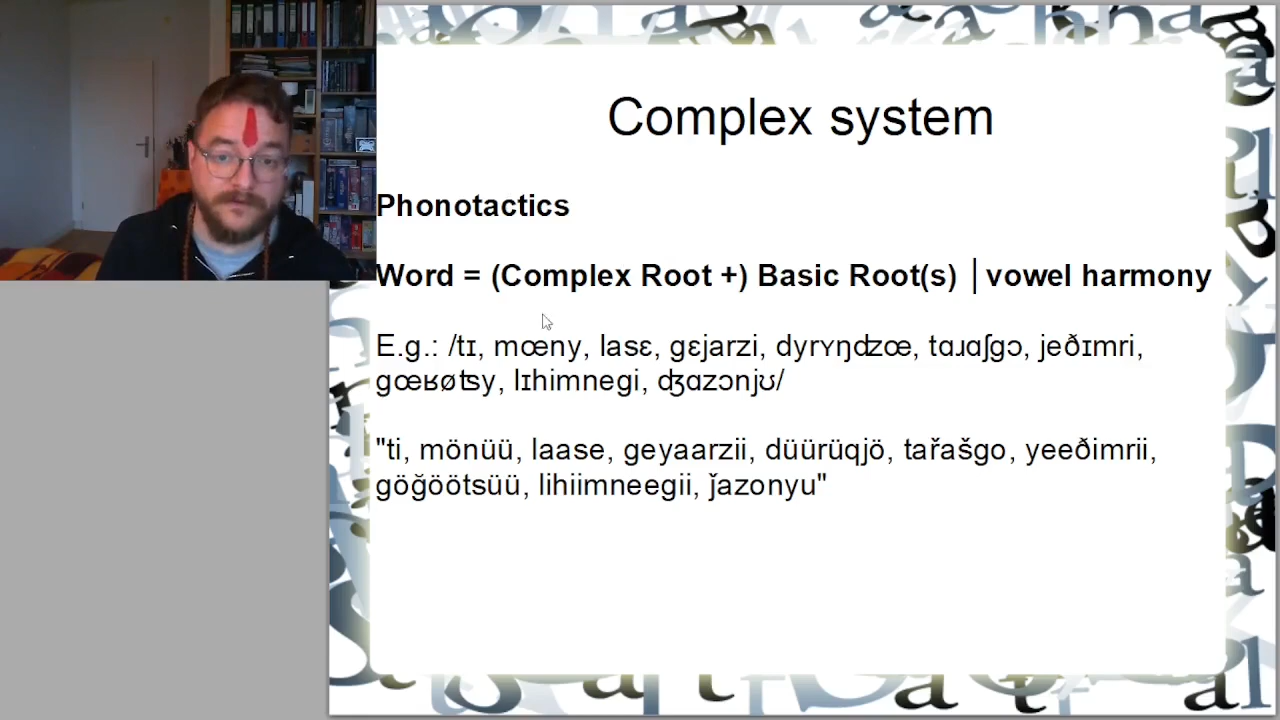 Complex system
Phonotactics
Word = (Complex Root +) Basic Root(s) | vowel harmony
E.g.: /tɪ, mœny, lasɛ, gɛjarzi, dyrʏŋʣœ, tɑɹɑʃgɔ, jeðɪmri,
gœʁøʦy, lɪhimnegi, ʤɑzɔnjʊ/
"ti, mönüü, laase, geyaarzii, düürüqjö, tařašgo, yeeðimrii,
göğöötsüü, lihiimneegii, ǰazonyu"